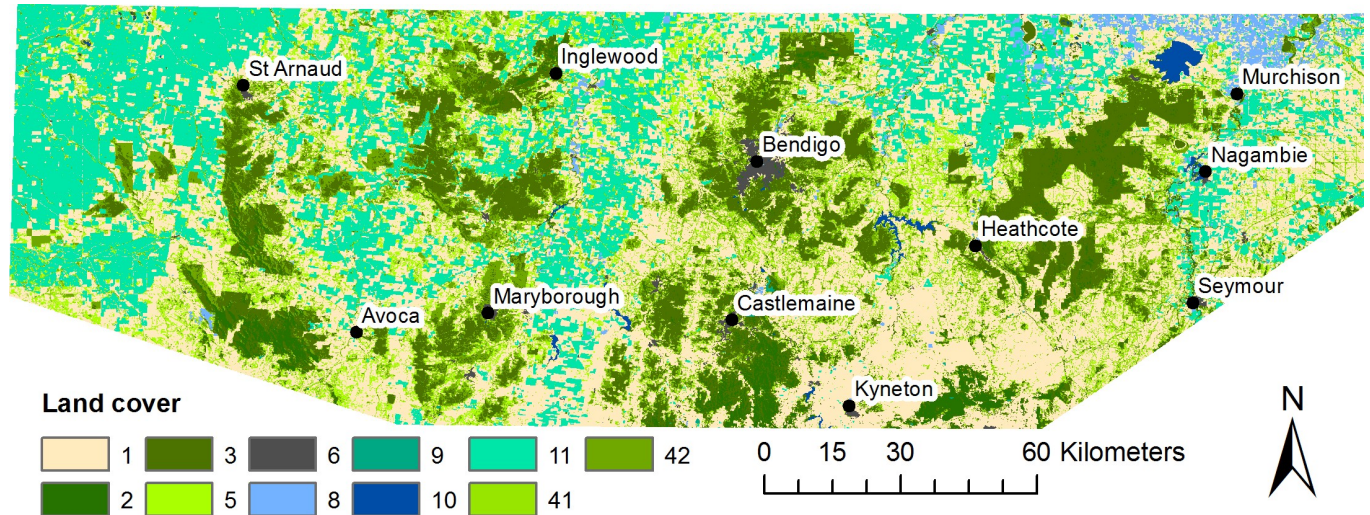 St Arnaud
Inglewood
Murchison
Bendigo
Nagambie
Heathcote
Seymour
Maryborough
Castlemaine
Avoca
Kyneton
Land cover
1 3 6 9 11 42
2 5 8 10 41
0 15 30 60 Kilometers
N